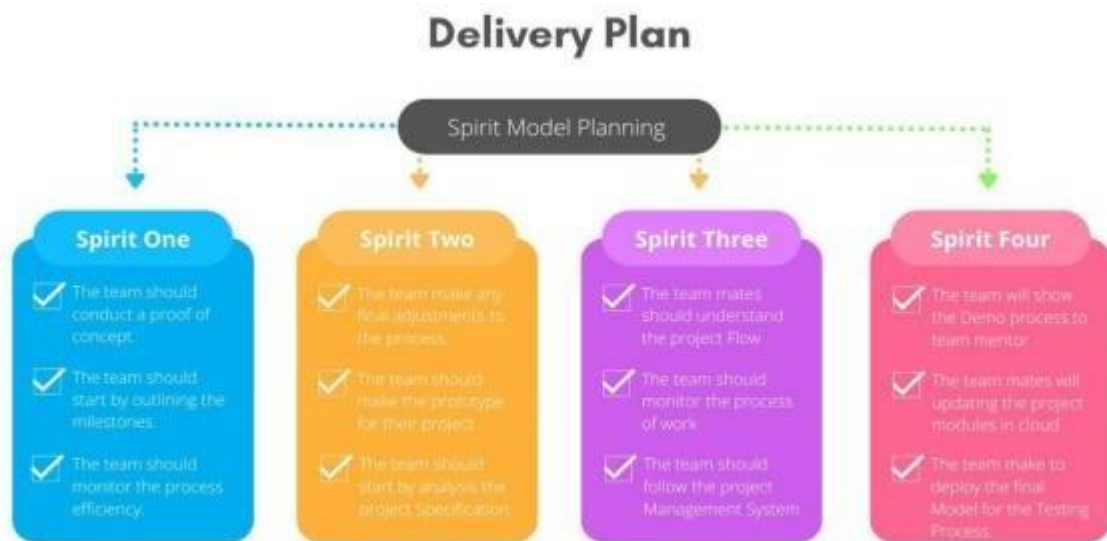 Delivery Plan
Spirit Model Planning
Spirit One
The team should
conduct a proof of
concept.
The team should
start by outlining the
milestones.
The team should
monitor the process
efficiency.
Spirit Two
The team make any
final adjustments to
the process.
The team should
make the prototype
for their project
The team should
start by analysis the
project Specification.
Spirit Three
The team mates
should understand
the project Flow
The team should
monitor the process
of work
The team should
follow the project
Management System
Spirit Four
The team will show
the Demo process to
team mentor
The team mates will
updating the project
modules in cloud
The team make to
deploy the final
Model for the Testing
Process.